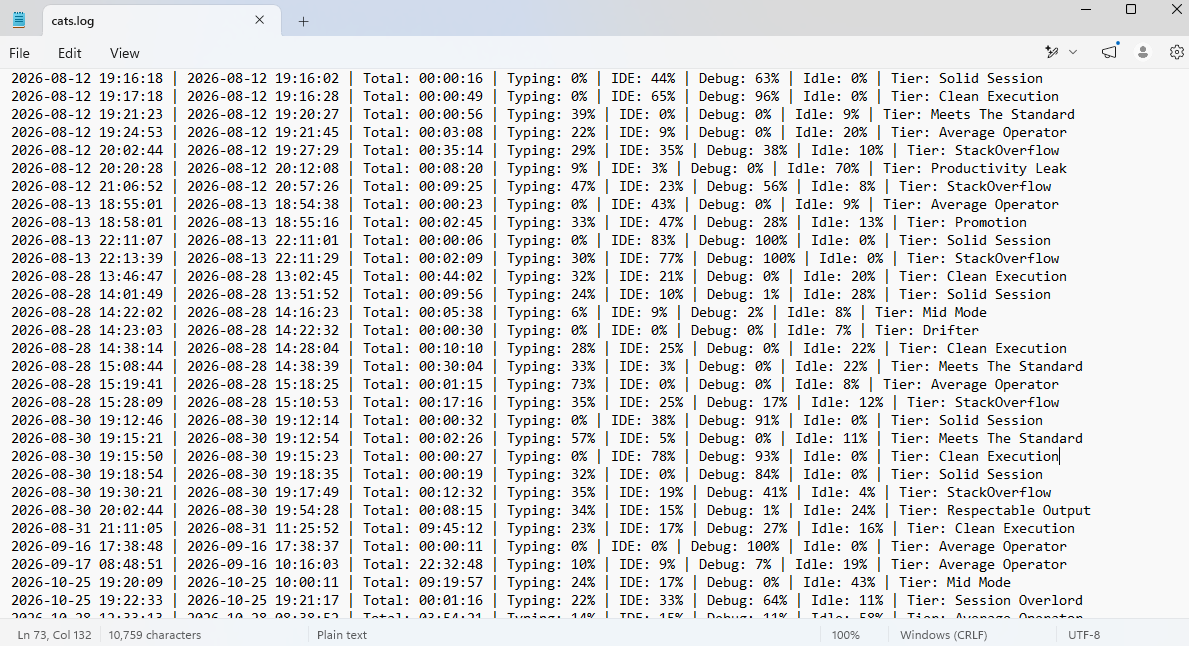 cats.log
File Edit View
2026-08-12 19:16:18 | 2026-08-12 19:16:02 | Total: 00:00:16 | Typing: 0% | IDE: 44% | Debug: 63% | Idle: 0% | Tier: Solid Session
2026-08-12 19:17:18 | 2026-08-12 19:16:28 | Total: 00:00:49 | Typing: 0% | IDE: 65% | Debug: 96% | Idle: 0% | Tier: Clean Execution
2026-08-12 19:21:23 | 2026-08-12 19:20:27 | Total: 00:00:56 | Typing: 39% | IDE: 0% | Debug: 0% | Idle: 9% | Tier: Meets The Standard
2026-08-12 19:24:53 | 2026-08-12 19:21:45 | Total: 00:03:08 | Typing: 22% | IDE: 9% | Debug: 0% | Idle: 20% | Tier: Average Operator
2026-08-12 20:02:44 | 2026-08-12 19:27:29 | Total: 00:35:14 | Typing: 29% | IDE: 35% | Debug: 38% | Idle: 10% | Tier: StackOverflow
2026-08-12 20:20:28 | 2026-08-12 20:12:08 | Total: 00:08:20 | Typing: 9% | IDE: 3% | Debug: 0% | Idle: 70% | Tier: Productivity Leak
2026-08-12 21:06:52 | 2026-08-12 20:57:26 | Total: 00:09:25 | Typing: 47% | IDE: 23% | Debug: 56% | Idle: 8% | Tier: StackOverflow
2026-08-13 18:55:01 | 2026-08-13 18:54:38 | Total: 00:00:23 | Typing: 0% | IDE: 43% | Debug: 0% | Idle: 9% | Tier: Average Operator
2026-08-13 18:58:01 | 2026-08-13 18:55:16 | Total: 00:02:45 | Typing: 33% | IDE: 47% | Debug: 28% | Idle: 13% | Tier: Promotion
2026-08-13 22:11:07 | 2026-08-13 22:11:01 | Total: 00:00:06 | Typing: 0% | IDE: 83% | Debug: 100% | Idle: 0% | Tier: Solid Session
2026-08-13 22:13:39 | 2026-08-13 22:11:29 | Total: 00:02:09 | Typing: 30% | IDE: 77% | Debug: 100% | Idle: 0% | Tier: StackOverflow
2026-08-28 13:46:47 | 2026-08-28 13:02:45 | Total: 00:44:02 | Typing: 32% | IDE: 21% | Debug: 0% | Idle: 20% | Tier: Clean Execution
2026-08-28 14:01:49 | 2026-08-28 13:51:52 | Total: 00:09:56 | Typing: 24% | IDE: 10% | Debug: 1% | Idle: 28% | Tier: Solid Session
2026-08-28 14:22:02 | 2026-08-28 14:16:23 | Total: 00:05:38 | Typing: 6% | IDE: 9% | Debug: 2% | Idle: 8% | Tier: Mid Mode
2026-08-28 14:23:03 | 2026-08-28 14:22:32 | Total: 00:00:30 | Typing: 0% | IDE: 0% | Debug: 0% | Idle: 7% | Tier: Drifter
2026-08-28 14:38:14 | 2026-08-28 14:28:04 | Total: 00:10:10 | Typing: 28% | IDE: 25% | Debug: 0% | Idle: 22% | Tier: Clean Execution
2026-08-28 15:08:44 | 2026-08-28 14:38:39 | Total: 00:30:04 | Typing: 33% | IDE: 3% | Debug: 0% | Idle: 22% | Tier: Meets The Standard
2026-08-28 15:19:41 | 2026-08-28 15:18:25 | Total: 00:01:15 | Typing: 73% | IDE: 0% | Debug: 0% | Idle: 8% | Tier: Average Operator
2026-08-28 15:28:09 | 2026-08-28 15:10:53 | Total: 00:17:16 | Typing: 35% | IDE: 25% | Debug: 17% | Idle: 12% | Tier: StackOverflow
2026-08-30 19:12:46 | 2026-08-30 19:12:14 | Total: 00:00:32 | Typing: 0% | IDE: 38% | Debug: 91% | Idle: 0% | Tier: Solid Session
2026-08-30 19:15:21 | 2026-08-30 19:12:54 | Total: 00:02:26 | Typing: 57% | IDE: 5% | Debug: 0% | Idle: 11% | Tier: Meets The Standard
2026-08-30 19:15:50 | 2026-08-30 19:15:23 | Total: 00:00:27 | Typing: 0% | IDE: 78% | Debug: 93% | Idle: 0% | Tier: Clean Execution
2026-08-30 19:18:54 | 2026-08-30 19:18:35 | Total: 00:00:19 | Typing: 32% | IDE: 0% | Debug: 84% | Idle: 0% | Tier: Solid Session
2026-08-30 19:30:21 | 2026-08-30 19:17:49 | Total: 00:12:32 | Typing: 35% | IDE: 19% | Debug: 41% | Idle: 4% | Tier: StackOverflow
2026-08-30 20:02:44 | 2026-08-30 19:54:28 | Total: 00:08:15 | Typing: 34% | IDE: 15% | Debug: 1% | Idle: 24% | Tier: Respectable Output
2026-08-31 21:11:05 | 2026-08-31 11:25:52 | Total: 09:45:12 | Typing: 23% | IDE: 17% | Debug: 27% | Idle: 16% | Tier: Clean Execution
2026-09-16 17:38:48 | 2026-09-16 17:38:37 | Total: 00:00:11 | Typing: 0% | IDE: 0% | Debug: 100% | Idle: 0% | Tier: Average Operator
2026-09-17 08:48:51 | 2026-09-16 10:16:03 | Total: 22:32:48 | Typing: 10% | IDE: 9% | Debug: 7% | Idle: 19% | Tier: Average Operator
2026-10-25 19:20:09 | 2026-10-25 10:00:11 | Total: 09:19:57 | Typing: 24% | IDE: 17% | Debug: 0% | Idle: 43% | Tier: Mid Mode
2026-10-25 19:22:33 | 2026-10-25 19:21:17 | Total: 00:01:16 | Typing: 22% | IDE: 33% | Debug: 64% | Idle: 11% | Tier: Session Overlord
Ln 73, Col 132 10,759 characters Plain text 100% Windows (CRLF) UTF-8